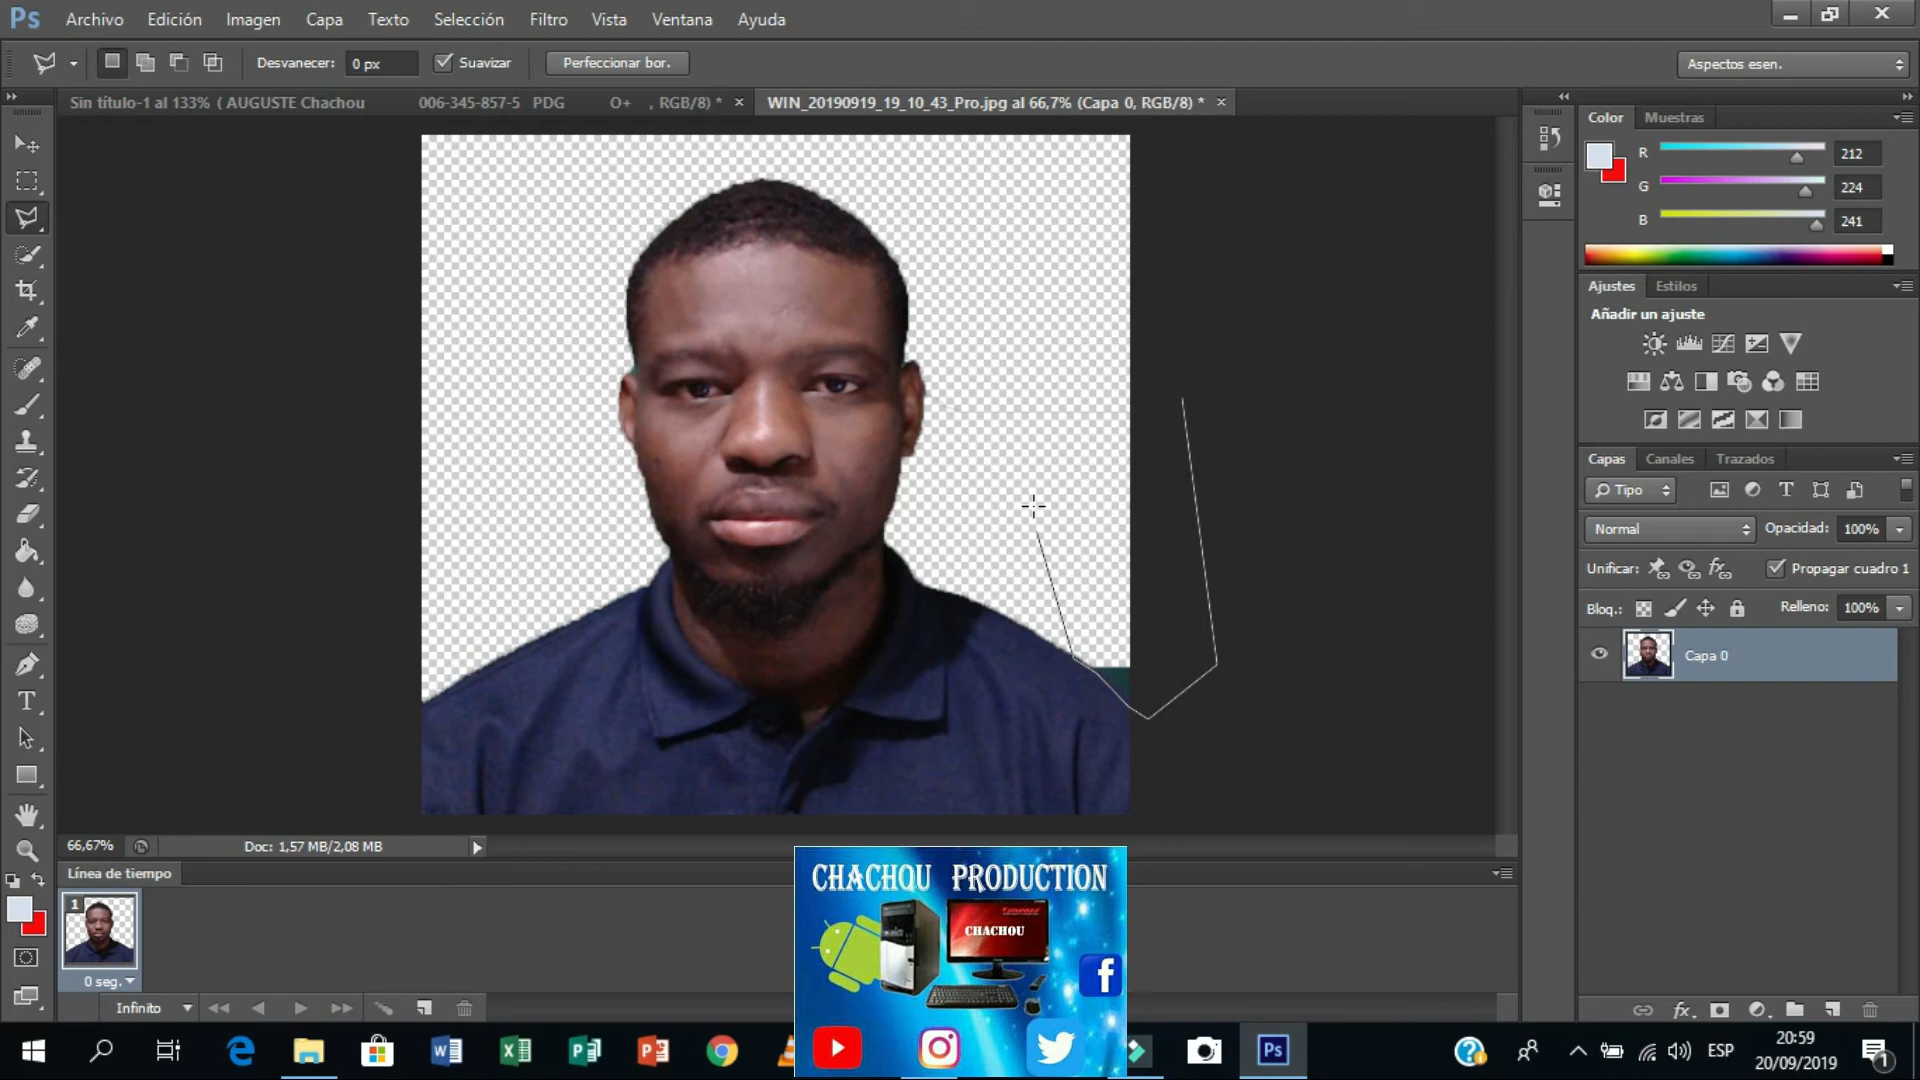 Ps Archivo Edición Imagen Capa Texto Selección Filtro Vista Ventana Ayuda
Desvanecer: 0 px Suavizar Perfeccionar bor. Aspectos esen.
Sin título-1 al 133% ( AUGUSTE Chachou 006-345-857-5 PDG O+ , RGB/8) * × WIN_20190919_19_10_43_Pro.jpg al 66,7% (Capa 0, RGB/8) * ×
Color Muestras
R 212
G 224
B 241
Ajustes Estilos
Añadir un ajuste
Capas Canales Trazados
Tipo
Normal Opacidad: 100%
Unificar: Propagar cuadro 1
Bloq.: Relleno: 100%
Capa 0
66,67% Doc: 1,57 MB/2,08 MB
Línea de tiempo
1
0 seg.
Infinito
CHACHOU PRODUCTION
CHACHOU
Ps
ESP
20:59
20/09/2019
1